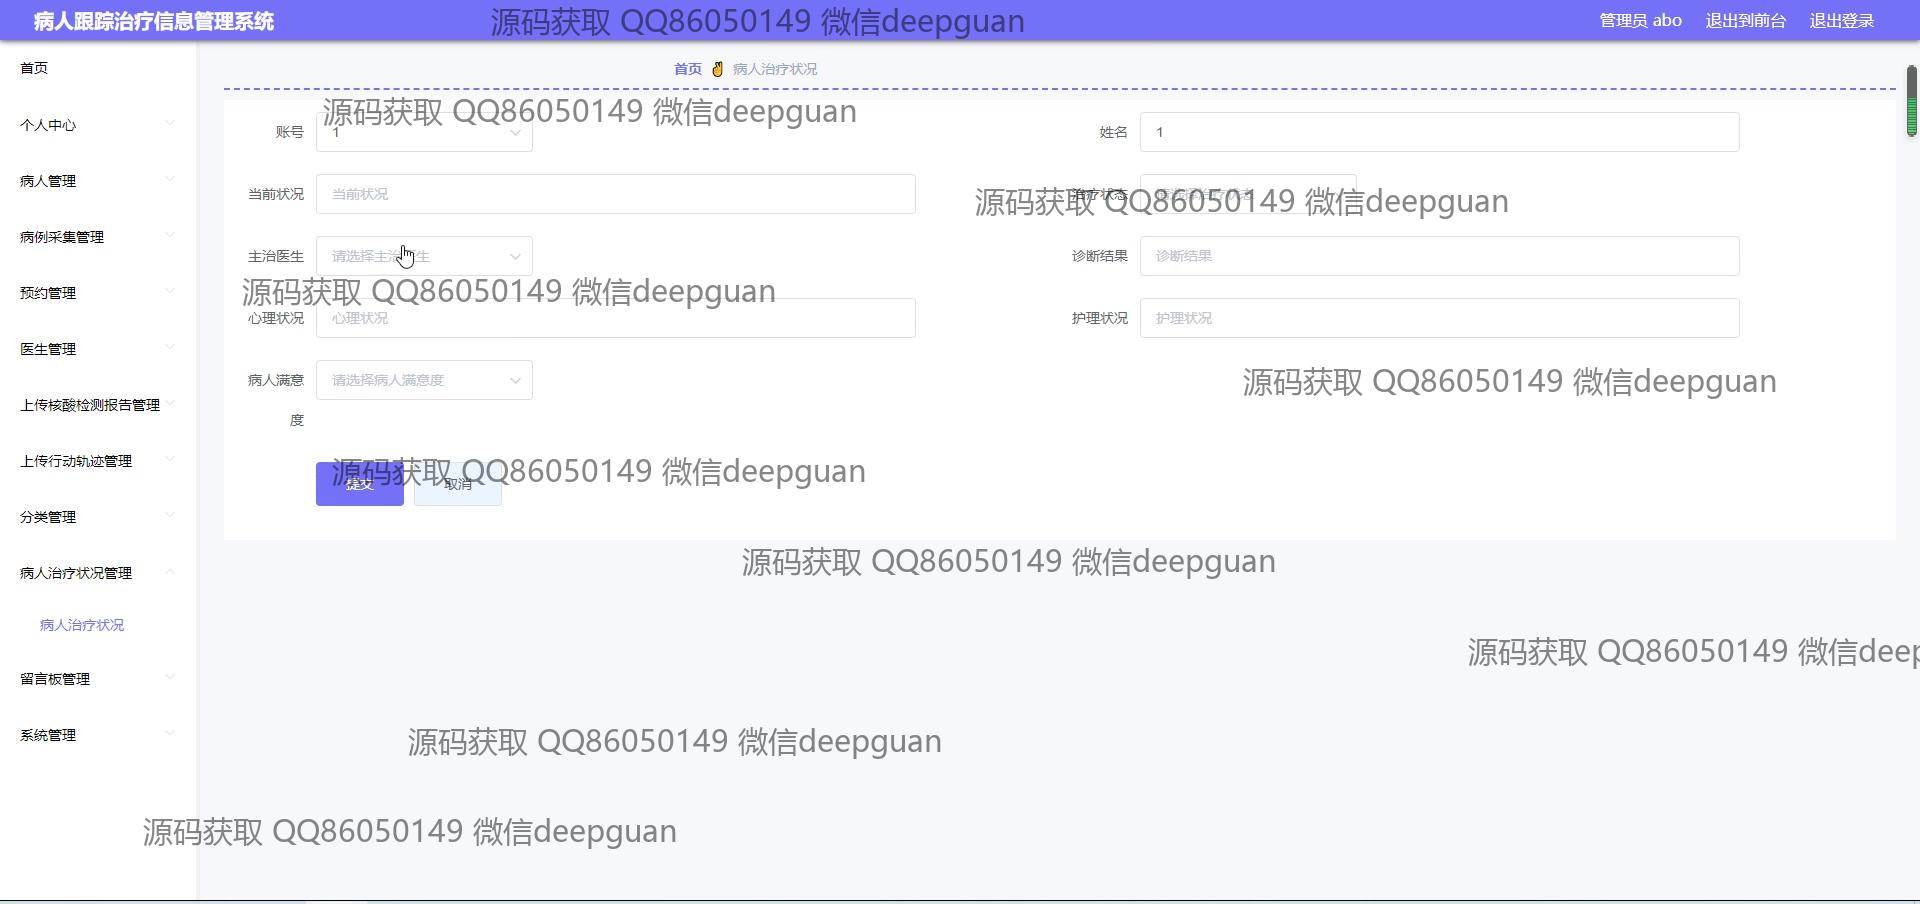 病人跟踪治疗信息管理系统
源码获取 QQ86050149 微信deepguan
管理员 abo 退出到前台 退出登录
首页
首页 病人治疗状况
源码获取 QQ86050149 微信deepguan
个人中心
账号 1
姓名 1
病人管理
当前状况 当前状况
治疗状态 请选择治疗状态
源码获取 QQ86050149 微信deepguan
病例采集管理
主治医生 请选择主治医生
诊断结果 诊断结果
预约管理
源码获取 QQ86050149 微信deepguan
心理状况 心理状况
护理状况 护理状况
医生管理
病人满意度 请选择病人满意度
源码获取 QQ86050149 微信deepguan
上传核酸检测报告管理
上传行动轨迹管理
源码获取 QQ86050149 微信deepguan
提交 取消
分类管理
源码获取 QQ86050149 微信deepguan
病人治疗状况管理
病人治疗状况
源码获取 QQ86050149 微信deep
留言板管理
系统管理
源码获取 QQ86050149 微信deepguan
源码获取 QQ86050149 微信deepguan